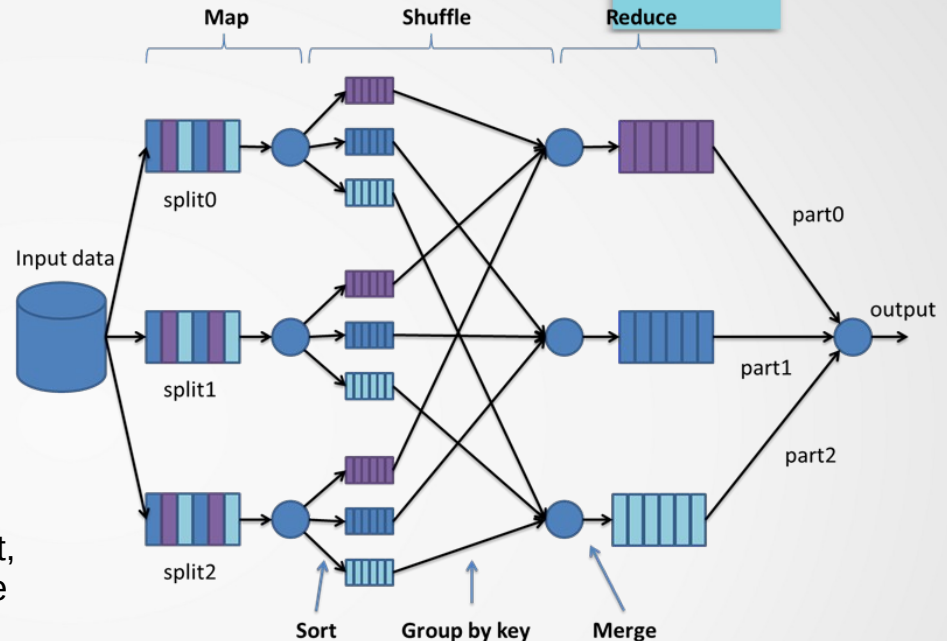 Map
Shuffle
Reduce
split0
part0
Input data
output
split1
part1
part2
t,
split2
e
Sort
Group by key
Merge